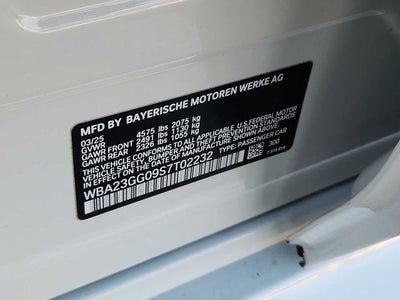 MFD BY BAYERISCHE MOTOREN WERKE AG
03/25
GVWR 4575 lbs 2075 kg
GAWR FRONT 2491 lbs 1130 kg
GAWR REAR 2326 lbs 1055 kg
THIS VEHICLE CONFORMS TO ALL APPLICABLE U.S. FEDERAL MOTOR
VEHICLE SAFETY, BUMPER, AND THEFT PREVENTION STANDARDS
IN EFFECT ON THE DATE OF MANUFACTURE SHOWN ABOVE.
WBA23GG09S7T02232 TYPE: PASSENGER CAR
300